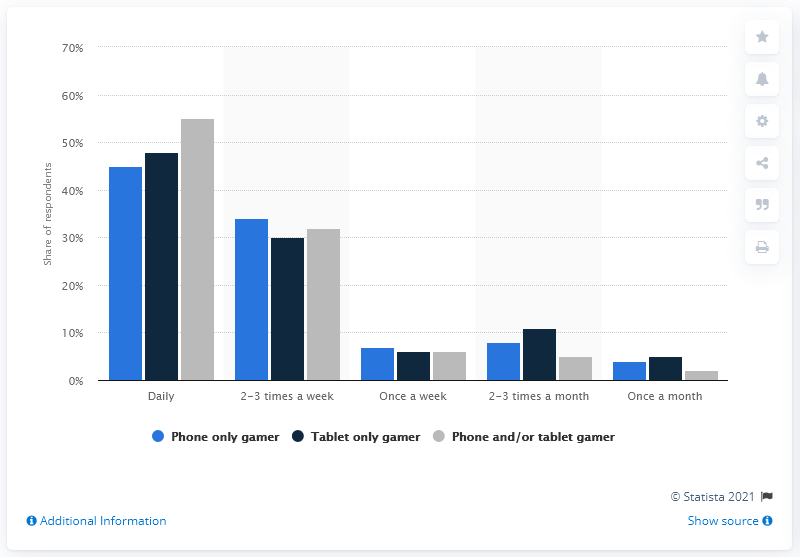 70%
60%
50%
40%
30%
20%
10%
0%
Share of respondents
Daily
2-3 times a week
Once a week
2-3 times a month
Once a month
Phone only gamer
Tablet only gamer
Phone and/or tablet gamer
© Statista 2021
Additional Information
Show source